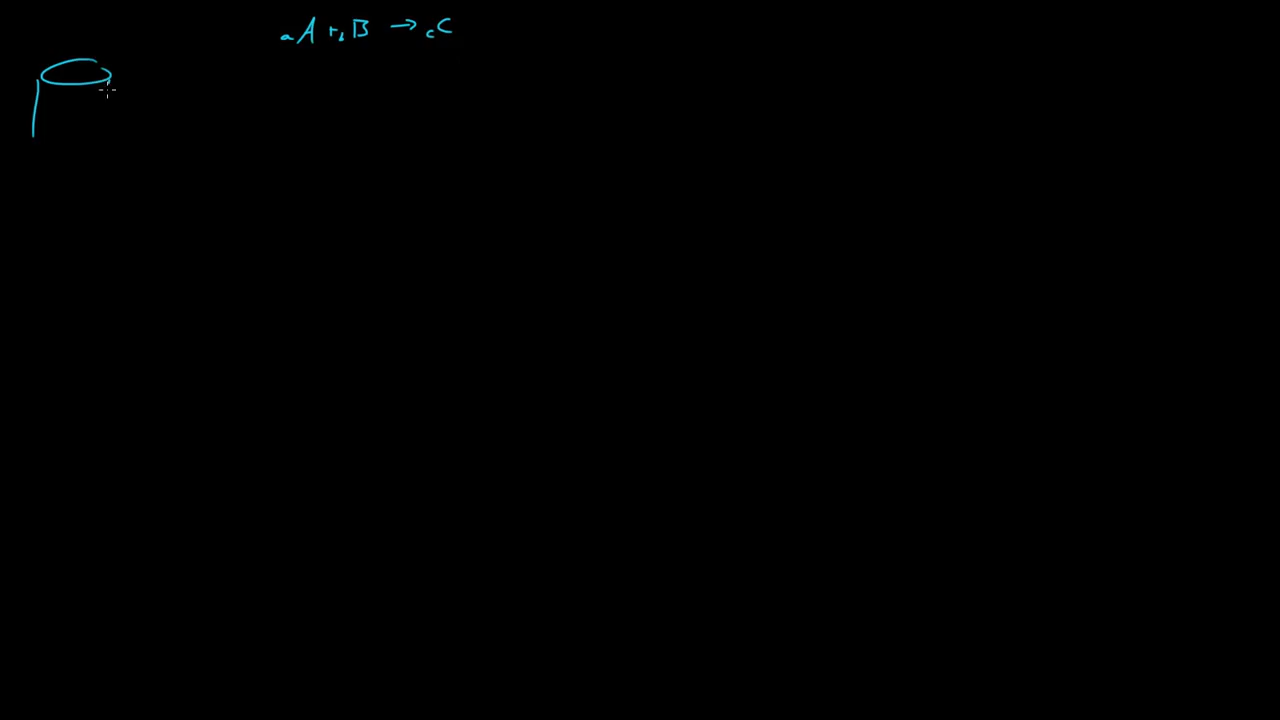 aA + bB → cC